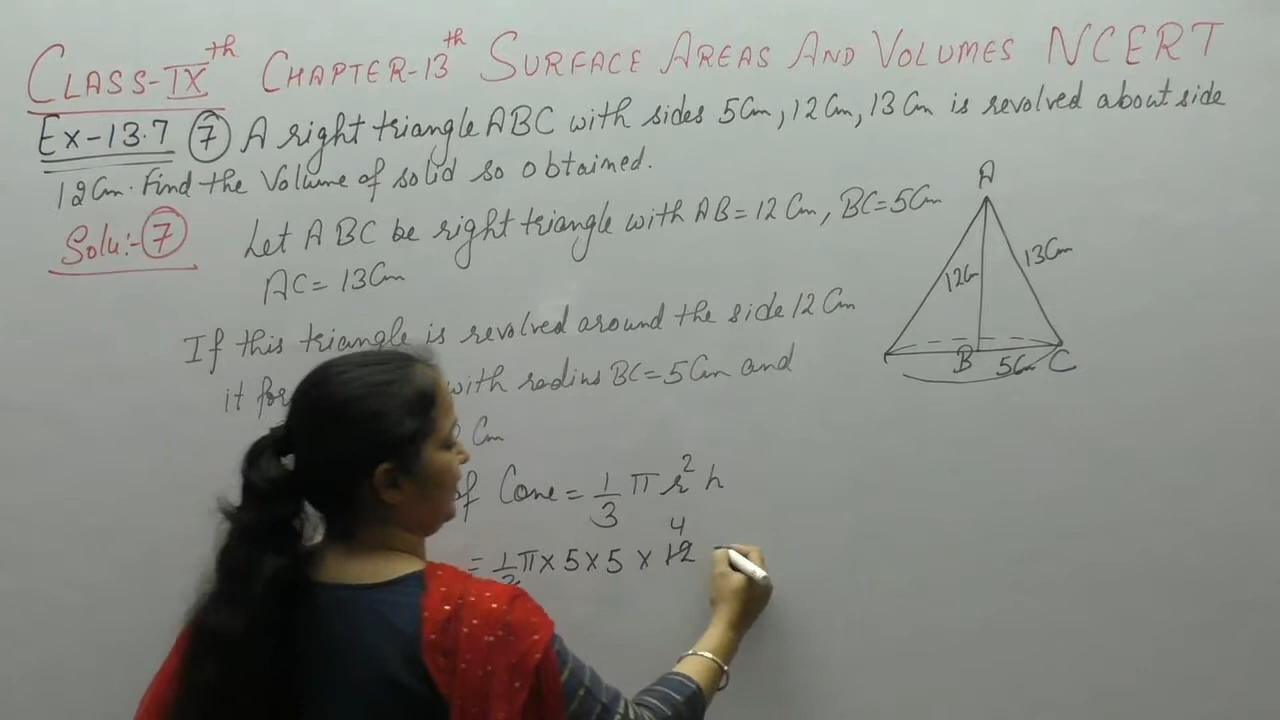 CLASS-IXth CHAPTER-13th SURFACE AREAS AND VOLUMES NCERT
Ex-13.7 7 A right triangle ABC with sides 5Cm, 12Cm, 13Cm is revolved about side
12Cm. Find the Volume of solid so obtained.
Solu:- 7 Let ABC be right triangle with AB = 12Cm, BC = 5Cm
AC = 13Cm
If this triangle is revolved around the side 12 Cm
it with radius BC = 5Cm and
Cm
of Cone = 1/3 π r² h
= 1/3 π × 5 × 5 × 12
4
A
12Cm
13Cm
B
5Cm
C